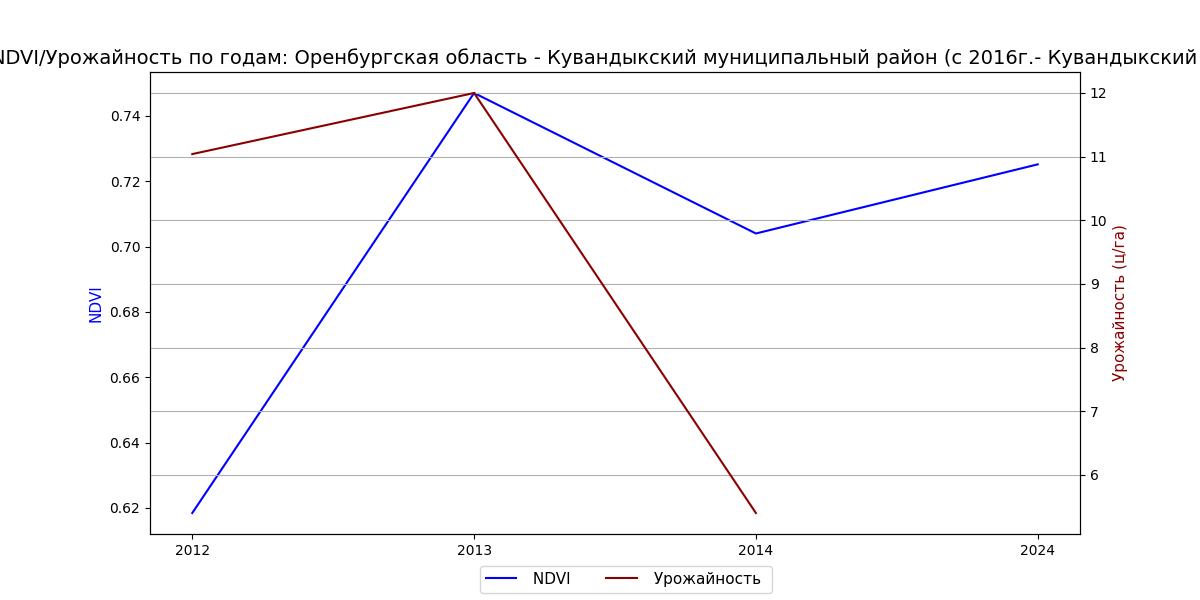 NDVI/Урожайность по годам: Оренбургская область - Кувандыкский муниципальный район (с 2016г.- Кувандыкский
0.74
0.72
0.70
0.68
0.66
0.64
0.62
NDVI
12
11
10
9
8
7
6
Урожайность (ц/га)
2012 2013 2014 2024
NDVI Урожайность